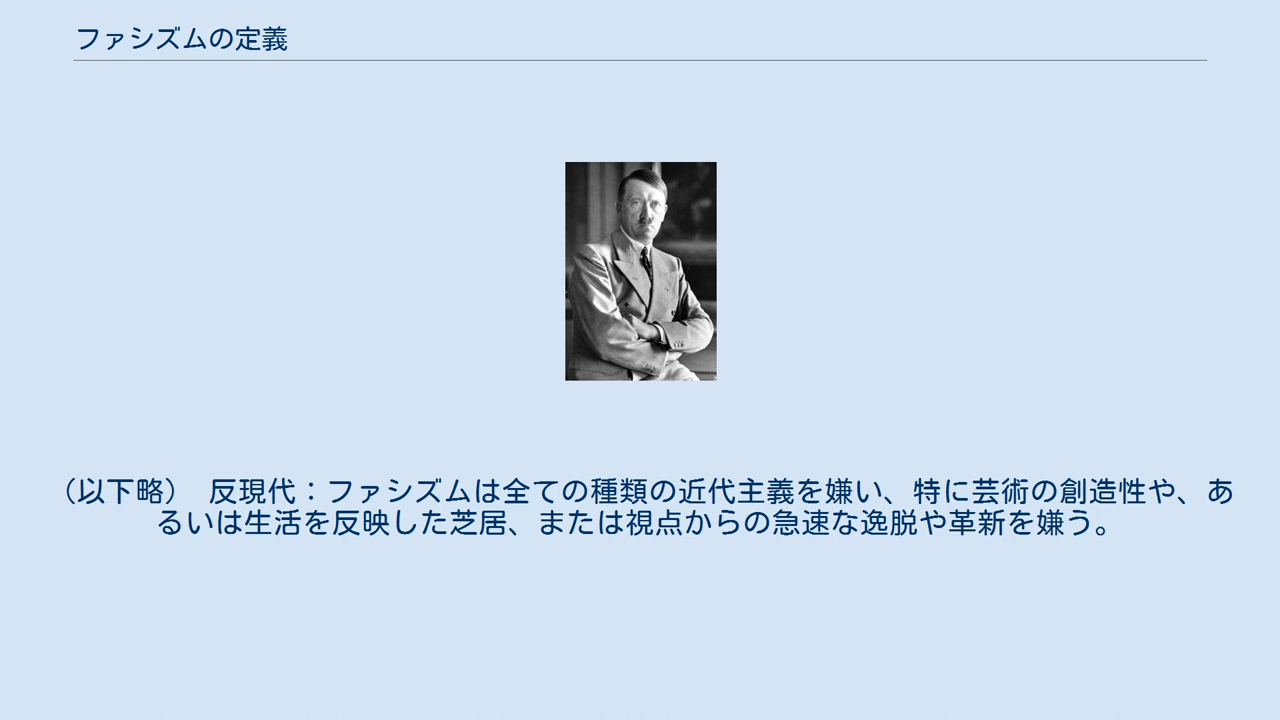 ファシズムの定義
（以下略）　反現代：ファシズムは全ての種類の近代主義を嫌い、特に芸術の創造性や、あ
るいは生活を反映した芝居、または視点からの急速な逸脱や革新を嫌う。